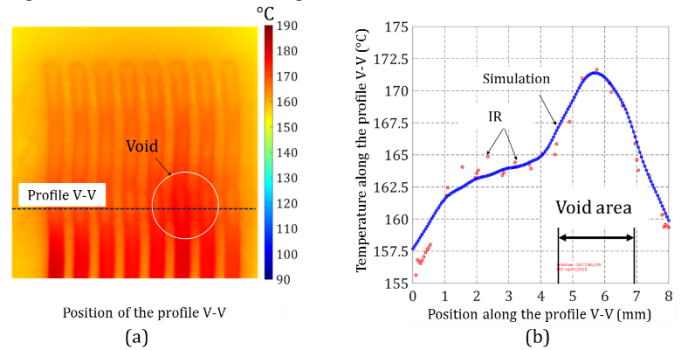 °C
190
180
170
160
150
140
130
120
110
100
90
Void
Profile V-V
Position of the profile V-V
(a)
Temperature along the profile V-V (°C)
175
172.5
170
167.5
165
162.5
160
157.5
155
Simulation
IR
Void area
0 1 2 3 4 5 6 7 8
Position along the profile V-V (mm)
(b)